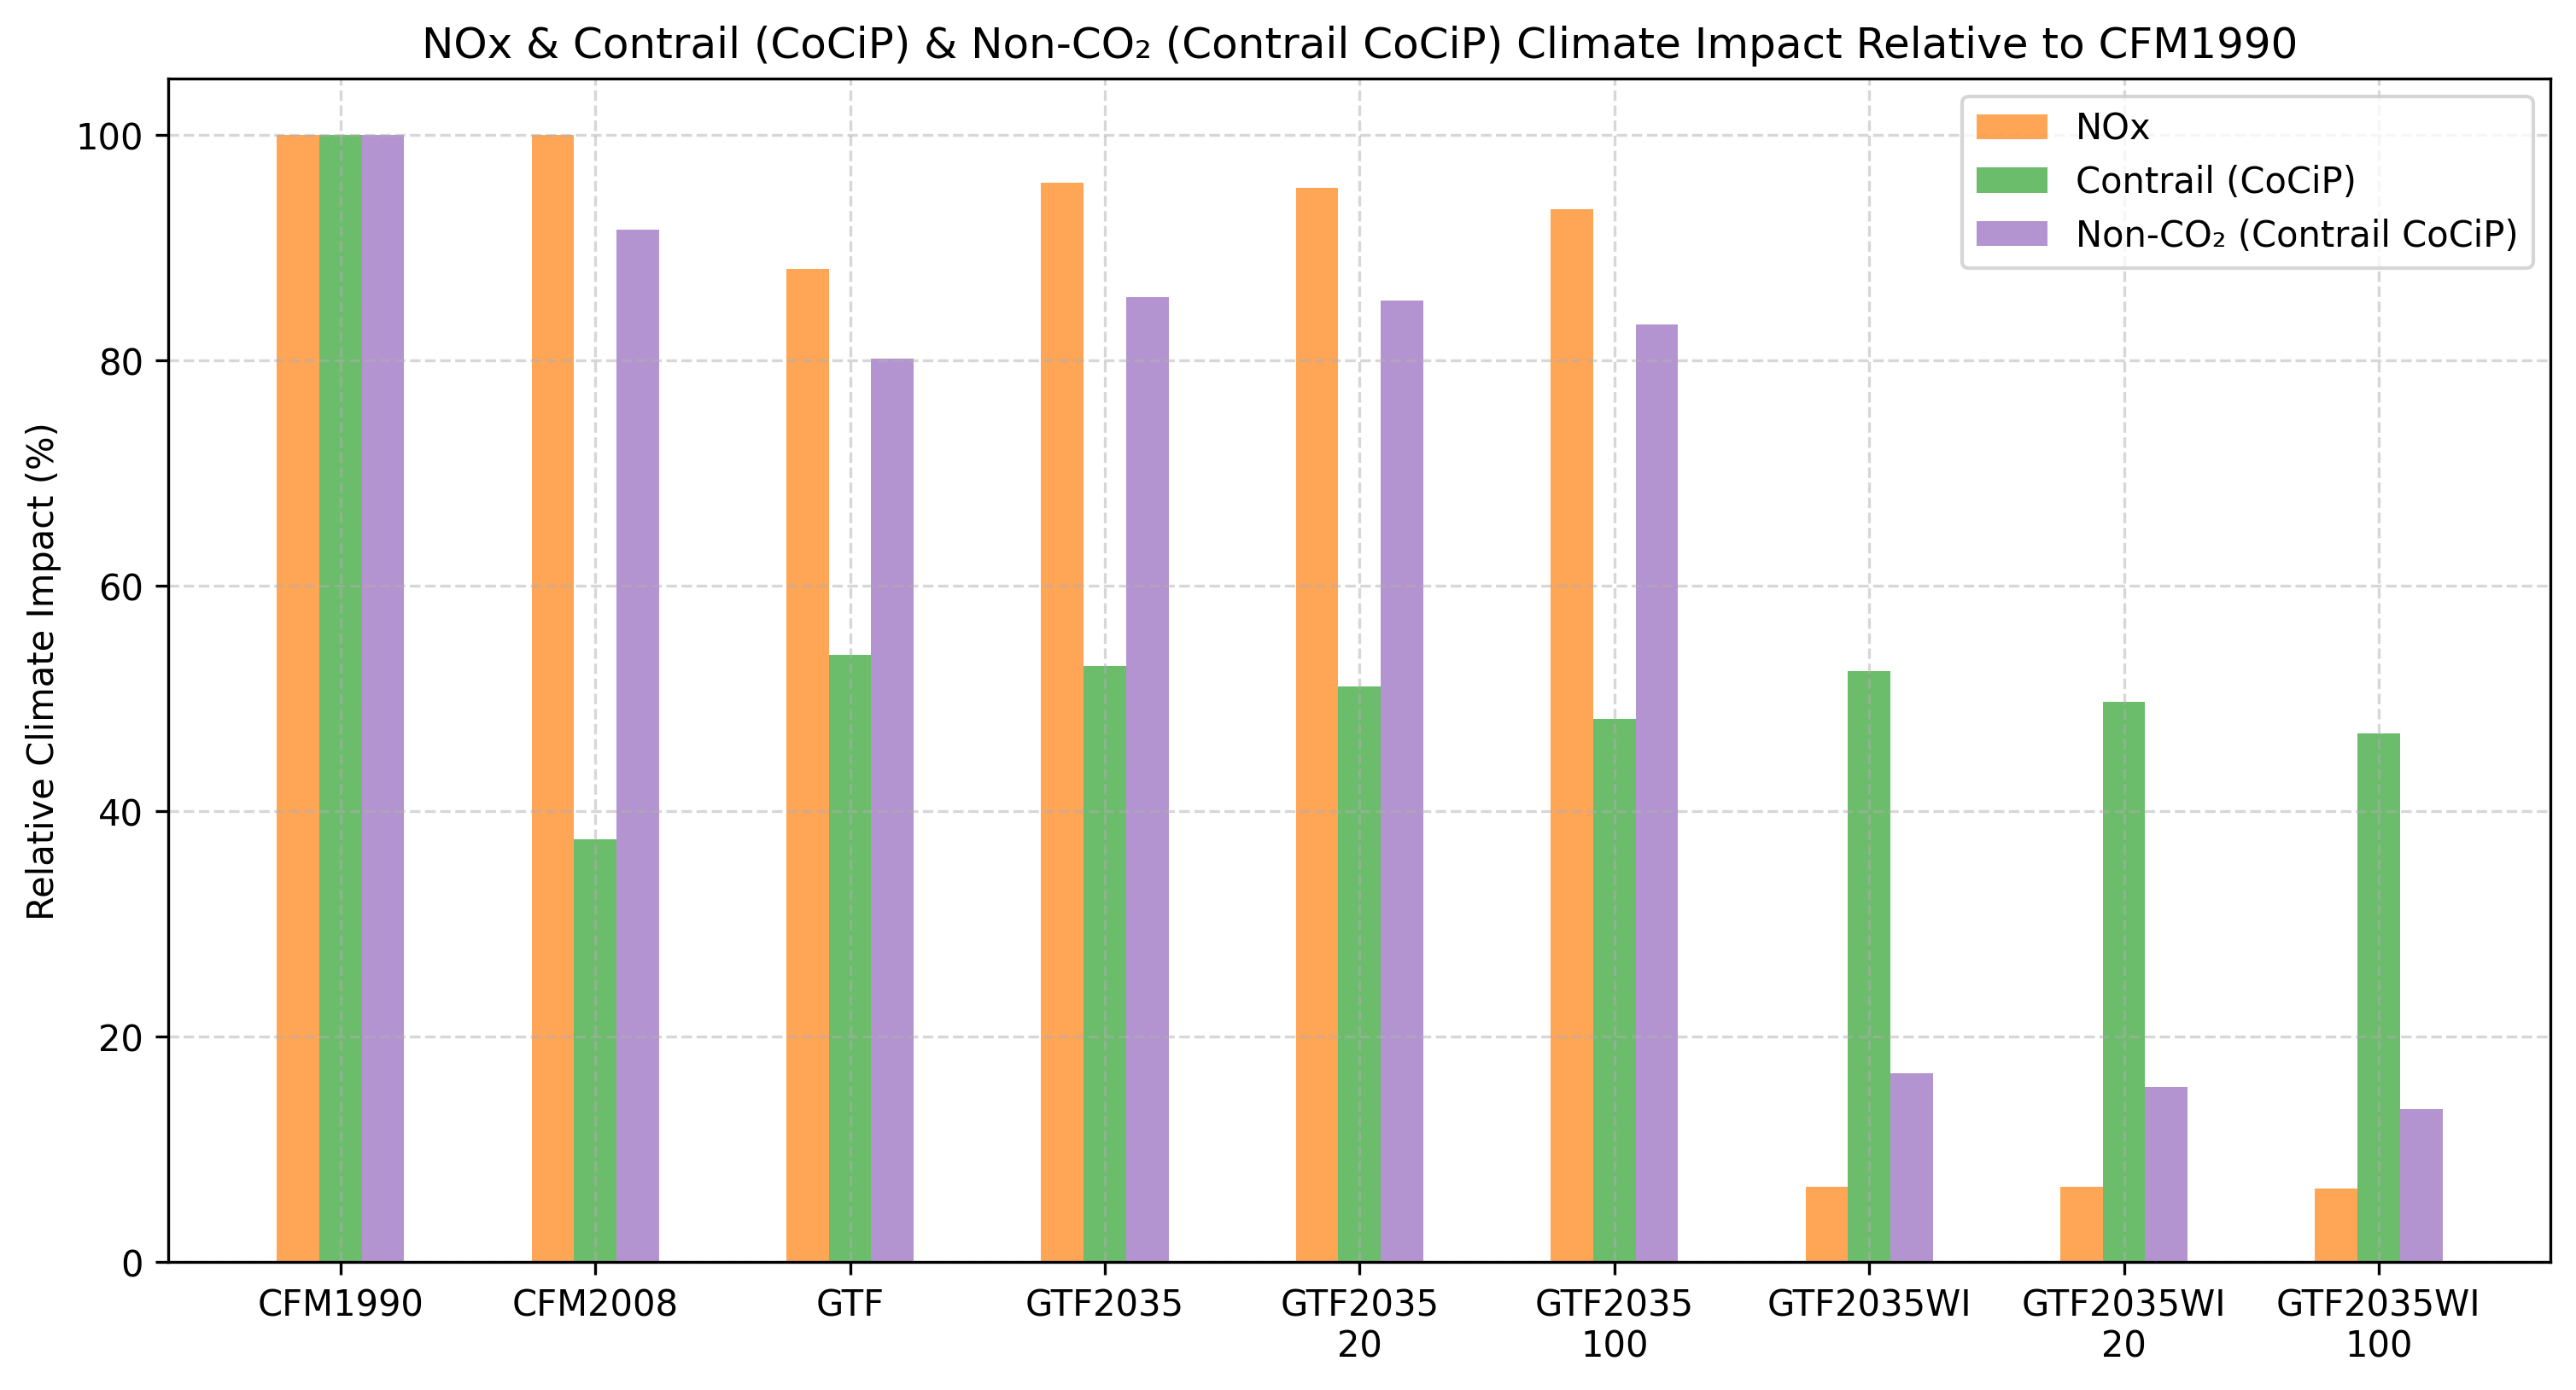 NOx & Contrail (CoCiP) & Non-CO₂ (Contrail CoCiP) Climate Impact Relative to CFM1990
NOx
Contrail (CoCiP)
Non-CO₂ (Contrail CoCiP)
Relative Climate Impact (%)
100
80
60
40
20
0
CFM1990
CFM2008
GTF
GTF2035
GTF2035
20
GTF2035
100
GTF2035WI
GTF2035WI
20
GTF2035WI
100